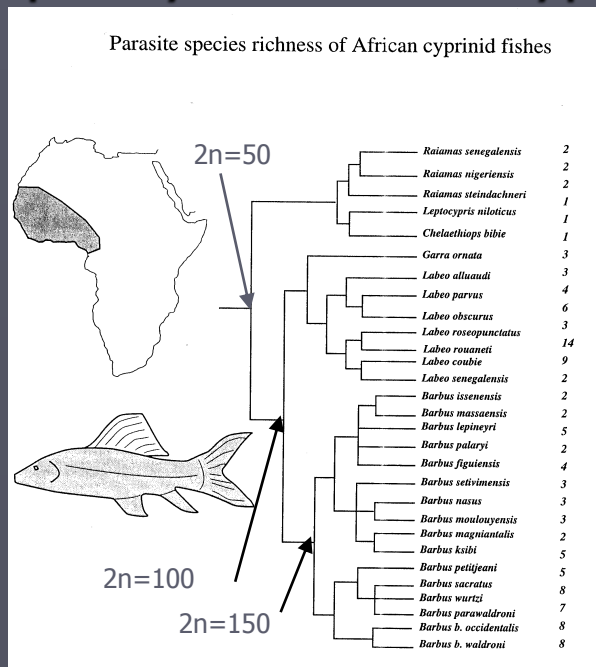 Parasite species richness of African cyprinid fishes
2n=50
Raiamas senegalensis 2
Raiamas nigeriensis 2
Raiamas steindachneri 2
Leptocypris niloticus 1
Chelaethiops bibie 1
Garra ornata 1
Labeo alluaudi 3
Labeo parvus 3
Labeo obscurus 4
Labeo roseopunctatus 6
Labeo rouaneti 3
Labeo coubie 14
Labeo senegalensis 9
Barbus issenensis 2
Barbus massaensis 2
Barbus lepineyri 2
Barbus palaryi 5
Barbus figuiensis 2
Barbus setivimensis 4
Barbus nasus 3
Barbus moulouyensis 3
Barbus magniantalis 3
Barbus ksibi 2
Barbus petitjeani 5
Barbus sacratus 5
Barbus wurtzi 8
Barbus parawaldroni 7
Barbus b. occidentalis 8
Barbus b. waldroni 8
2n=100
2n=150